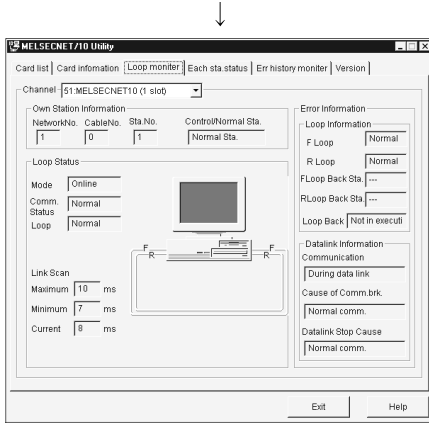 MELSECNET/10 Utility
Card list Card infomation Loop moniter Each sta.status Err history moniter Version
Channel 51:MELSECNET10 (1 slot)
Own Station Information
NetworkNo. CableNo. Sta.No. Control/Normal Sta.
1 0 1 Normal Sta.
Loop Status
Mode Online
Comm. Status Normal
Loop Normal
F R F R
Link Scan
Maximum 10 ms
Minimum 7 ms
Current 8 ms
Error Information
Loop Information
F Loop Normal
R Loop Normal
FLoop Back Sta. ---
RLoop Back Sta. ---
Loop Back Not in executi
Datalink Information
Communication
During data link
Cause of Comm.brk.
Normal comm.
Datalink Stop Cause
Normal comm.
Exit Help